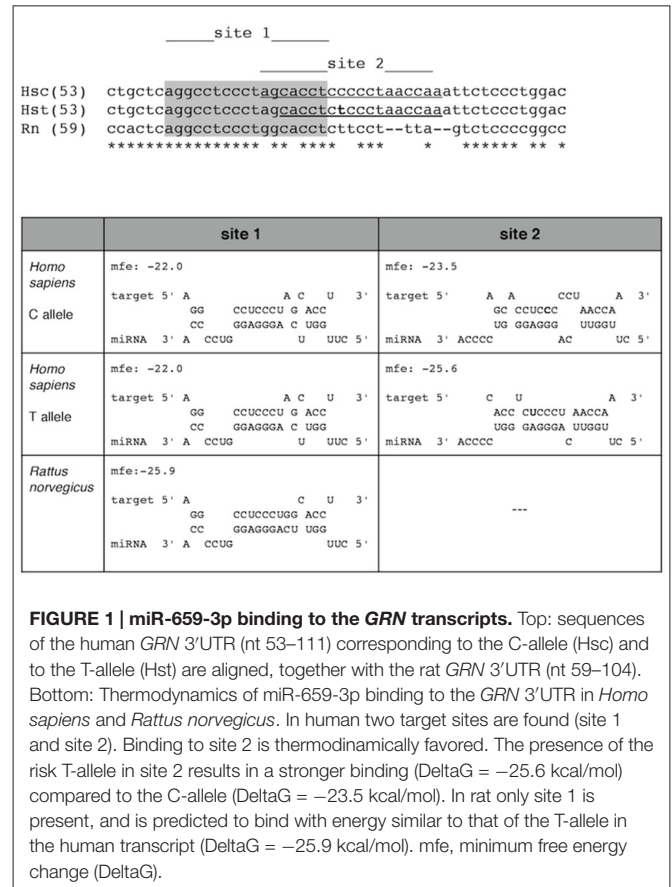 site 1
site 2
Hsc(53) ctgctcaggcctccctagcacctccccctaaccaaattctccctggac
Hst(53) ctgctcaggcctccctagcacctctccctaaccaaattctccctggac
Rn (59) ccactcaggcctccctggcacctcttcct--tta--gtctccccggcc
**************** ** **** *** * ****** ** *
site 1 site 2
Homo sapiens
C allele
mfe: -22.0
target 5' A A C U 3'
GG CCUCCCU G ACC
CC GGAGGGA C UGG
miRNA 3' A CCUG U UUC 5'
mfe: -23.5
target 5' A A CCU A 3'
GC CCUCCC AACCA
UG GGAGGG UUGGU
miRNA 3' ACCCC AC UC 5'
Homo sapiens
T allele
mfe: -22.0
target 5' A A C U 3'
GG CCUCCCU G ACC
CC GGAGGGA C UGG
miRNA 3' A CCUG U UUC 5'
mfe: -25.6
target 5' C U A 3'
ACC CUCCCU AACCA
UGG GAGGGA UUGGU
miRNA 3' ACCCC C UC 5'
Rattus norvegicus
mfe:-25.9
target 5' A C U 3'
GG CCUCCCUGG ACC
CC GGAGGGACU UGG
miRNA 3' A CCUG UUC 5'
---
FIGURE 1 | miR-659-3p binding to the GRN transcripts. Top: sequences
of the human GRN 3′UTR (nt 53–111) corresponding to the C-allele (Hsc) and
to the T-allele (Hst) are aligned, together with the rat GRN 3′UTR (nt 59–104).
Bottom: Thermodynamics of miR-659-3p binding to the GRN 3′UTR in Homo
sapiens and Rattus norvegicus. In human two target sites are found (site 1
and site 2). Binding to site 2 is thermodinamically favored. The presence of the
risk T-allele in site 2 results in a stronger binding (DeltaG = −25.6 kcal/mol)
compared to the C-allele (DeltaG = −23.5 kcal/mol). In rat only site 1 is
present, and is predicted to bind with energy similar to that of the T-allele in
the human transcript (DeltaG = −25.9 kcal/mol). mfe, minimum free energy
change (DeltaG).